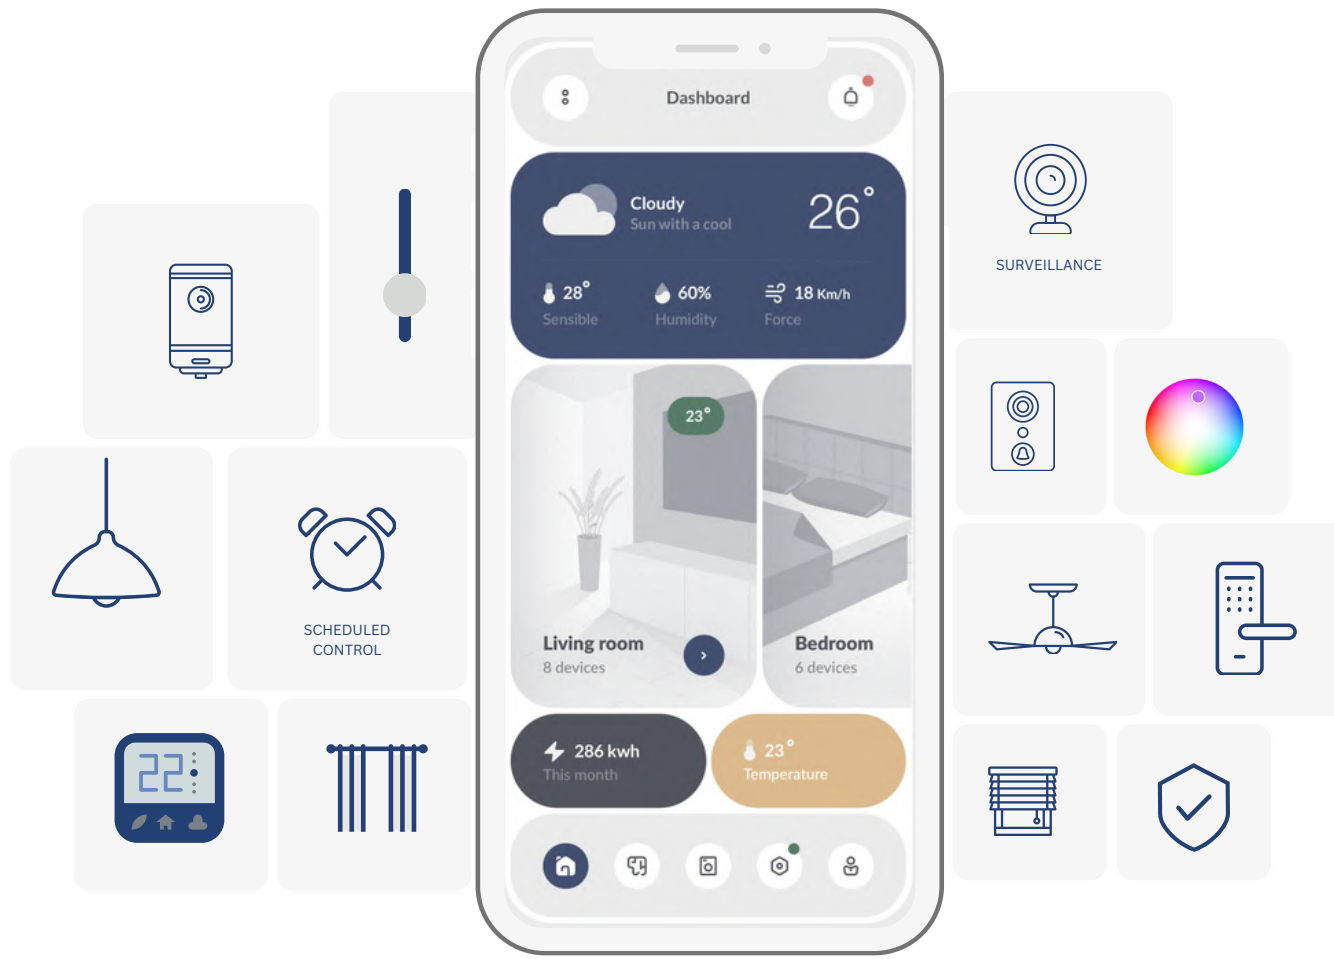 Dashboard
Cloudy
Sun with a cool
26°
28°
Sensible
60%
Humidity
18 Km/h
Force
23°
Living room
8 devices
Bedroom
6 devices
286 kwh
This month
23°
Temperature
SCHEDULED
CONTROL
22
SURVEILLANCE